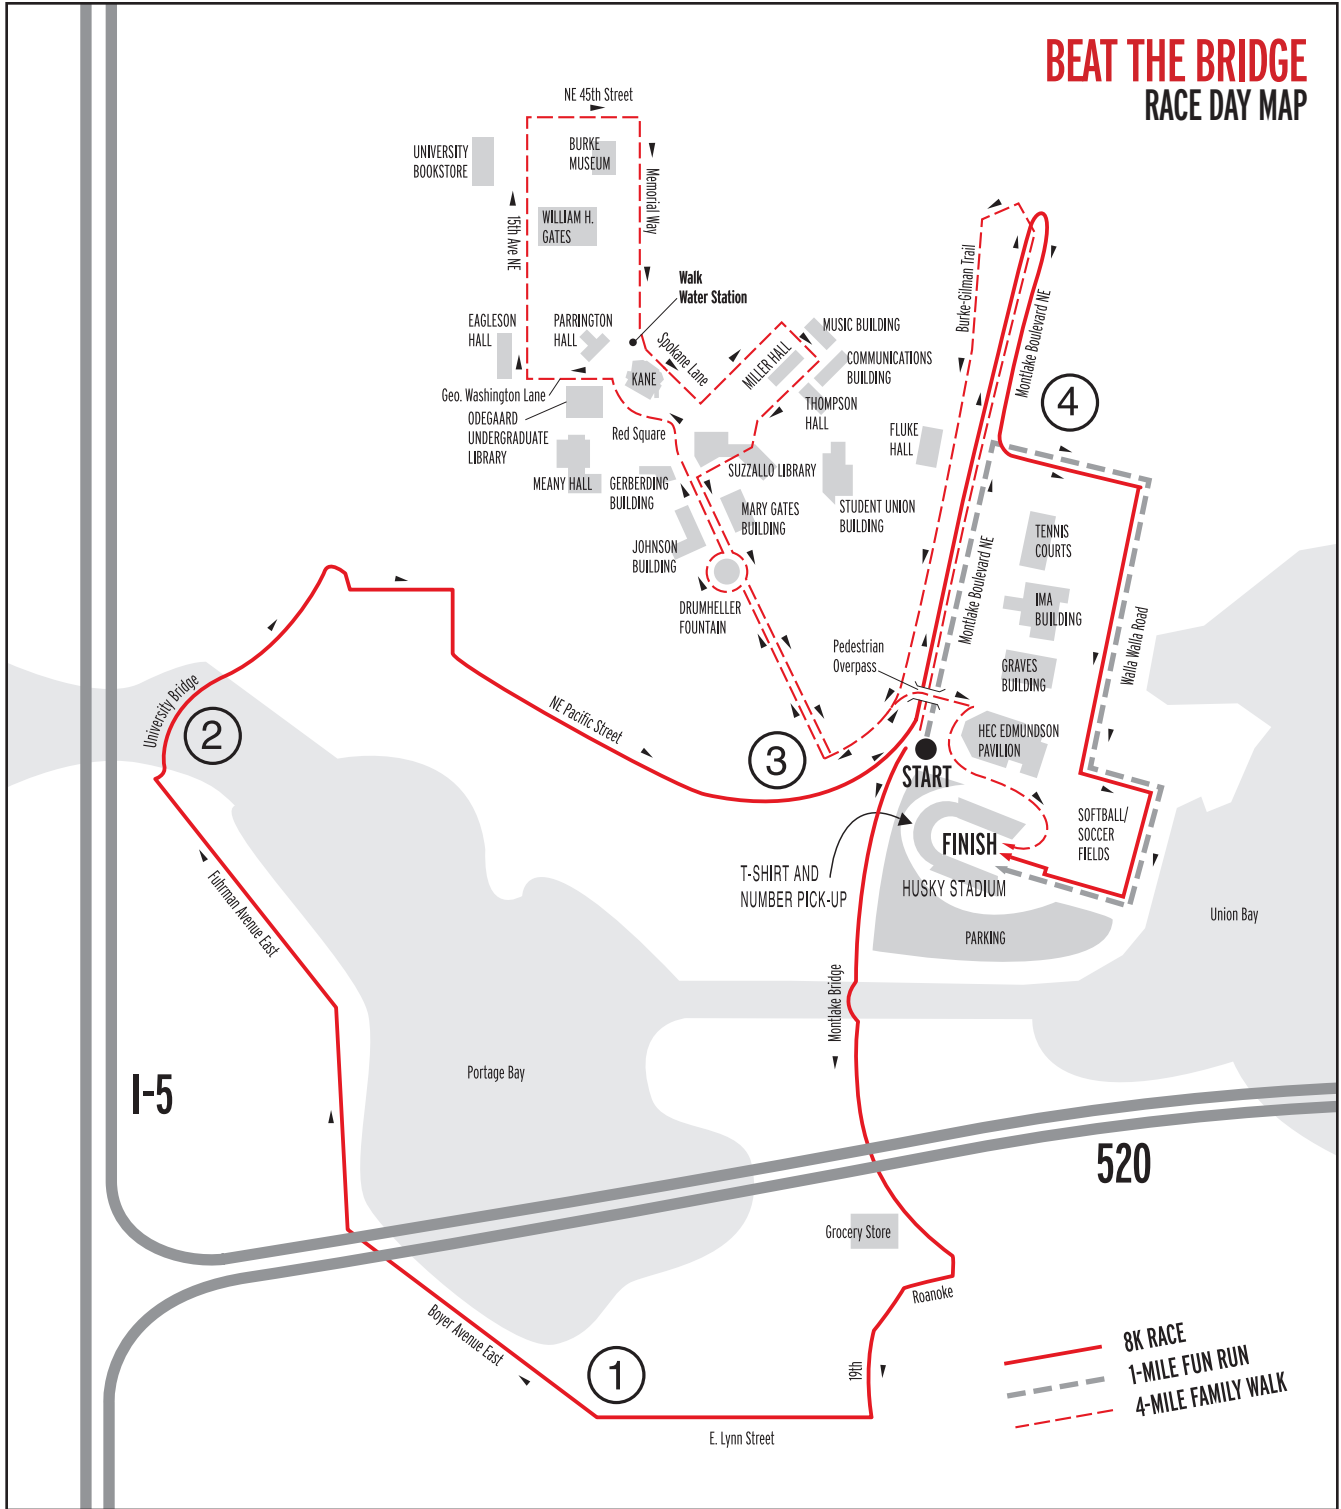 BEAT THE BRIDGE
RACE DAY MAP
NE 45th Street
UNIVERSITY
BOOKSTORE
BURKE
MUSEUM
Memorial Way
15th Ave NE
WILLIAM H.
GATES
Walk
Water Station
EAGLESON
HALL
PARRINGTON
HALL
Spokane Lane
MUSIC BUILDING
MILLER HALL
COMMUNICATIONS
BUILDING
KANE
Geo. Washington Lane
ODEGAARD
UNDERGRADUATE
LIBRARY
Red Square
THOMPSON
HALL
FLUKE
HALL
Burke-Gilman Trail
Montlake Boulevard NE
4
MEANY HALL
GERBERDING
BUILDING
SUZZALLO LIBRARY
MARY GATES
BUILDING
STUDENT UNION
BUILDING
JOHNSON
BUILDING
DRUMHELLER
FOUNTAIN
TENNIS
COURTS
Montlake Boulevard NE
IMA
BUILDING
Walla Walla Road
Pedestrian
Overpass
GRAVES
BUILDING
University Bridge
2
NE Pacific Street
3
HEC EDMUNDSON
PAVILION
START
SOFTBALL/
SOCCER
FIELDS
FINISH
T-SHIRT AND
NUMBER PICK-UP
HUSKY STADIUM
PARKING
Union Bay
Fuhrman Avenue East
Montlake Bridge
Portage Bay
I-5
520
Grocery Store
Roanoke
Boyer Avenue East
1
19th
E. Lynn Street
8K RACE
1-MILE FUN RUN
4-MILE FAMILY WALK